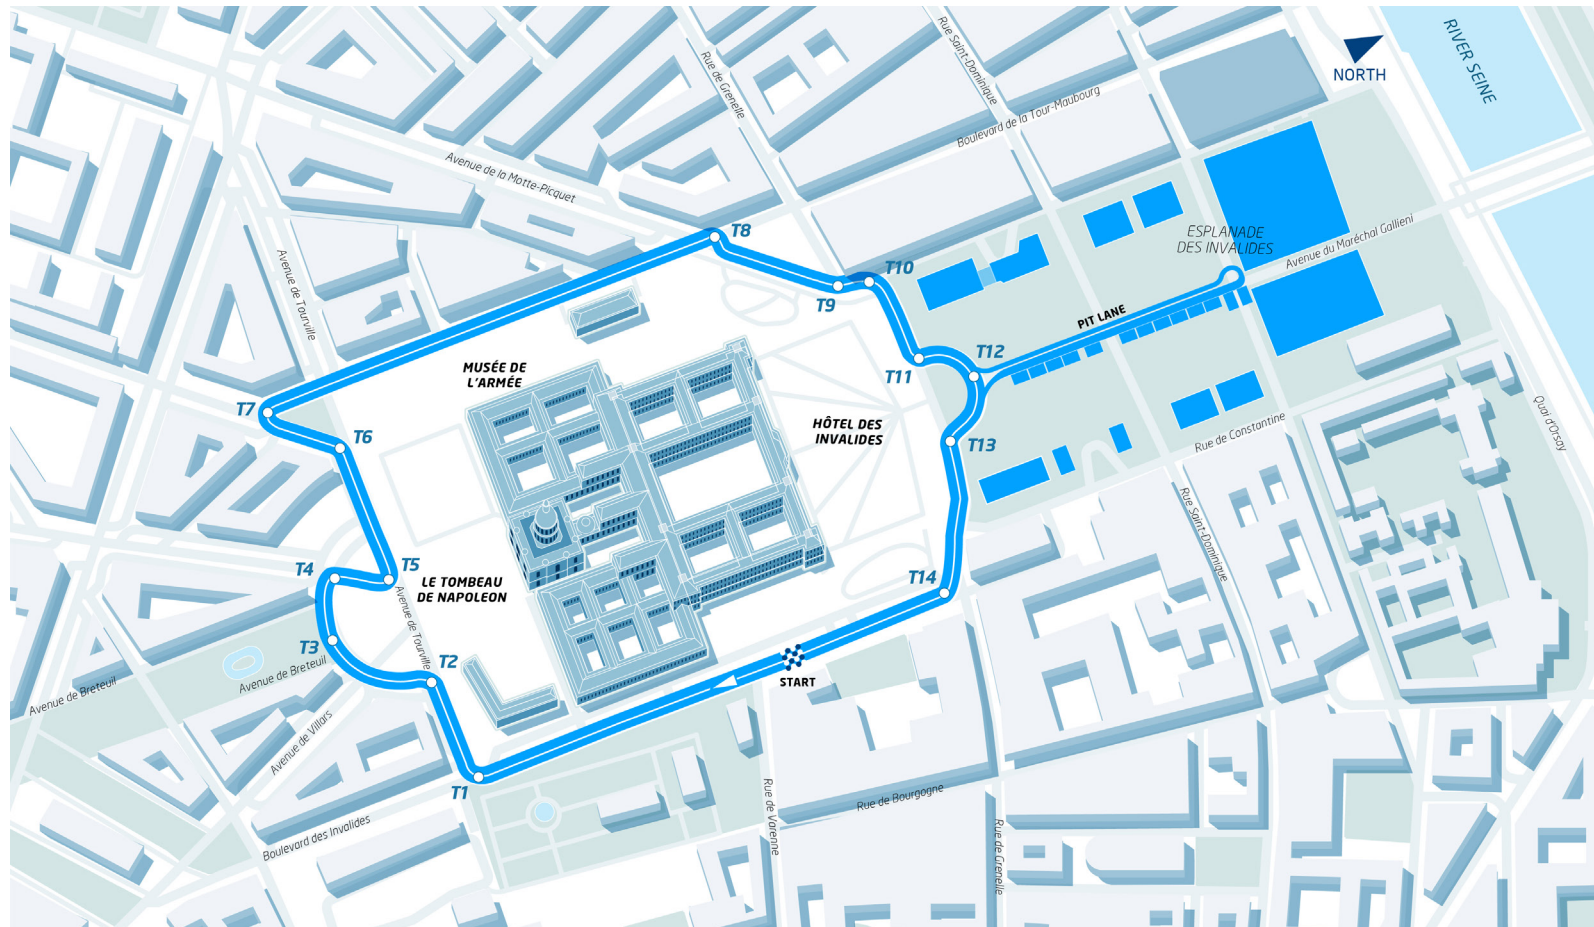 RIVER SEINE
NORTH
Rue Saint-Dominique
Rue de Grenelle
Boulevard de la Tour-Maubourg
Avenue de la Motte-Picquet
ESPLANADE
DES INVALIDES
Avenue du Maréchal Gallieni
T8
T10
T9
Avenue de Tourville
PIT LANE
T12
T11
MUSÉE DE
L'ARMÉE
T7
T6
HÔTEL DES
INVALIDES
T13
Rue de Constantine
Quai d'Orsay
Rue Saint-Dominique
T4
T5
LE TOMBEAU
DE NAPOLEON
T14
Avenue de Tourville
T3
T2
Avenue de Breteuil
Avenue de Breteuil
START
Avenue de Villars
T1
Rue de Varenne
Rue de Bourgogne
Boulevard des Invalides
Rue de Grenelle